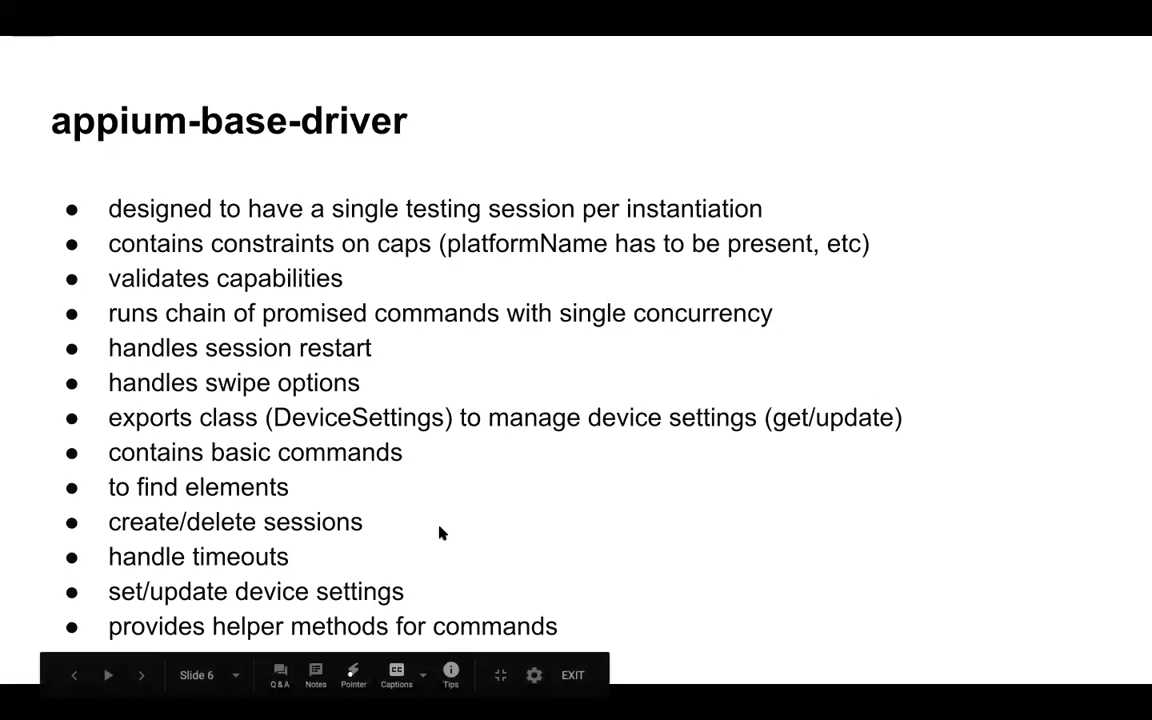 appium-base-driver
● designed to have a single testing session per instantiation
● contains constraints on caps (platformName has to be present, etc)
● validates capabilities
● runs chain of promised commands with single concurrency
● handles session restart
● handles swipe options
● exports class (DeviceSettings) to manage device settings (get/update)
● contains basic commands
● to find elements
● create/delete sessions
● handle timeouts
● set/update device settings
● provides helper methods for commands
Slide 6 Q&A Notes Pointer CC Captions Tips EXIT